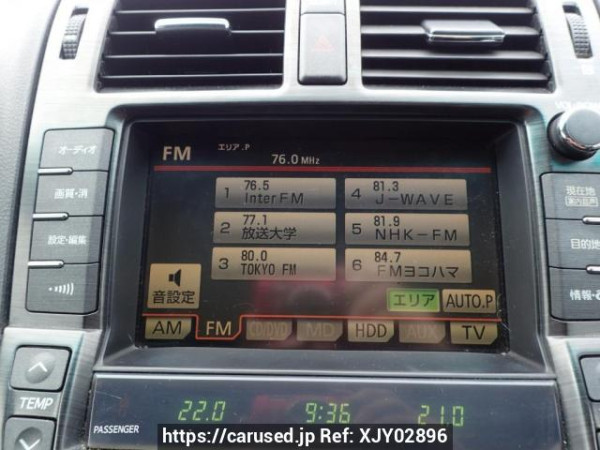 オーディオ
画質・消
設定・編集
TEMP
FM
エリア.P
76.0 MHz
1 76.5 InterFM
4 81.3 J-WAVE
2 77.1 放送大学
5 81.9 NHK-FM
3 80.0 TOKYO FM
6 84.7 FMヨコハマ
音設定
エリア
AUTO.P
AM
FM
CD/DVD
MD
HDD
AUX
TV
現在地
目的地
PASSENGER
22.0
9:36
21.0
https://carused.jp Ref: XJY02896